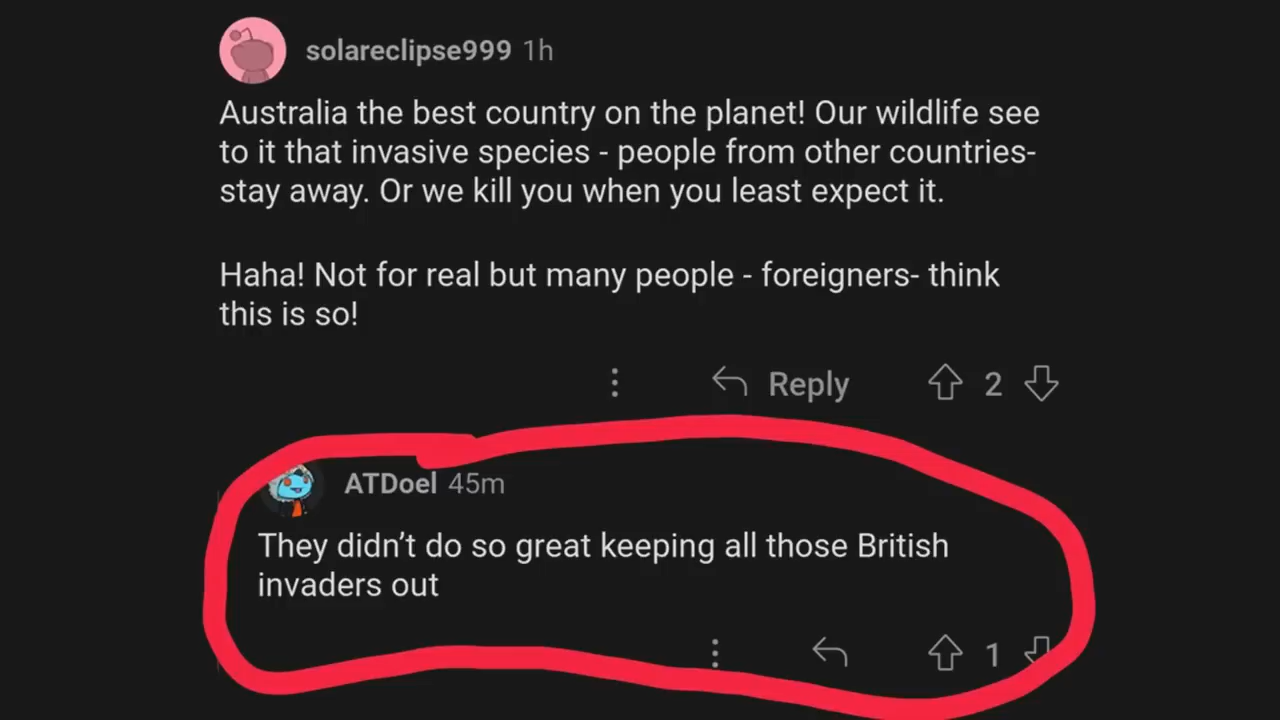 solareclipse999 1h
Australia the best country on the planet! Our wildlife see
to it that invasive species - people from other countries-
stay away. Or we kill you when you least expect it.
Haha! Not for real but many people - foreigners- think
this is so!
Reply 2
ATDoel 45m
They didn't do so great keeping all those British
invaders out
1